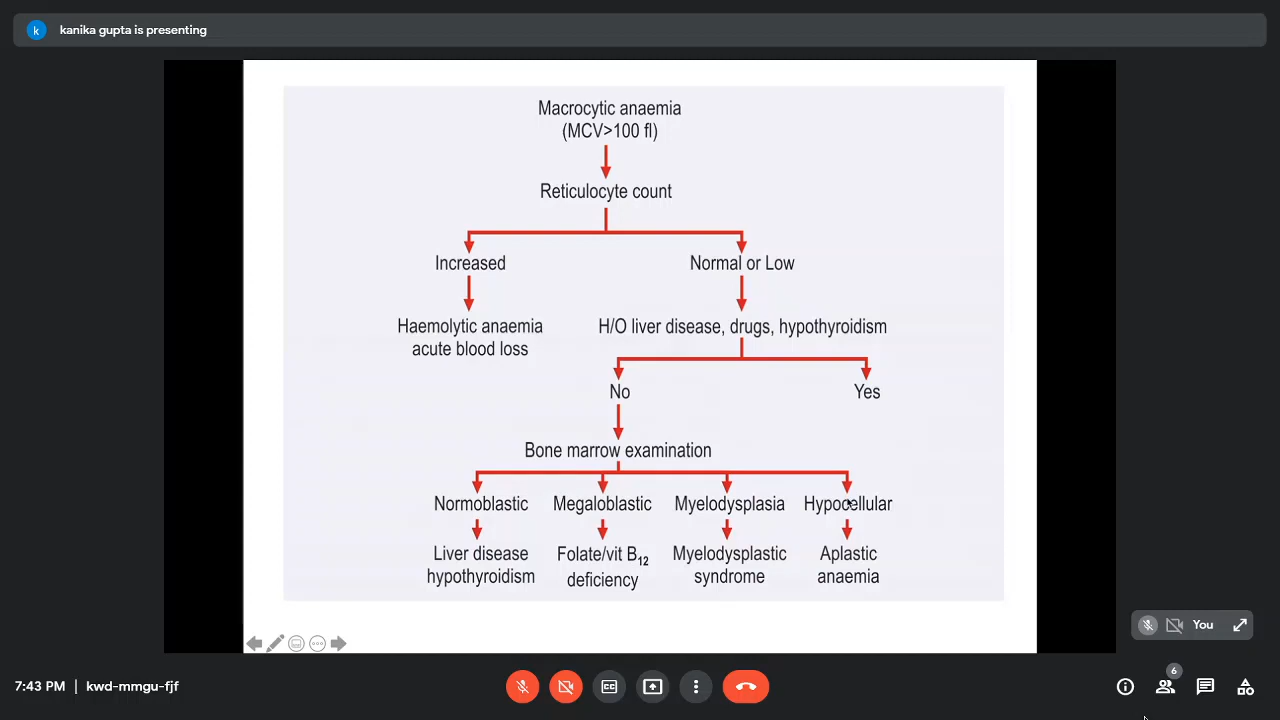 k kanika gupta is presenting
Macrocytic anaemia
(MCV>100 fl)
Reticulocyte count
Increased Normal or Low
Haemolytic anaemia
acute blood loss
H/O liver disease, drugs, hypothyroidism
No Yes
Bone marrow examination
Normoblastic Megaloblastic Myelodysplasia Hypocellular
Liver disease
hypothyroidism
Folate/vit B12
deficiency
Myelodysplastic
syndrome
Aplastic
anaemia
You
7:43 PM | kwd-mmgu-fjf
CC
6